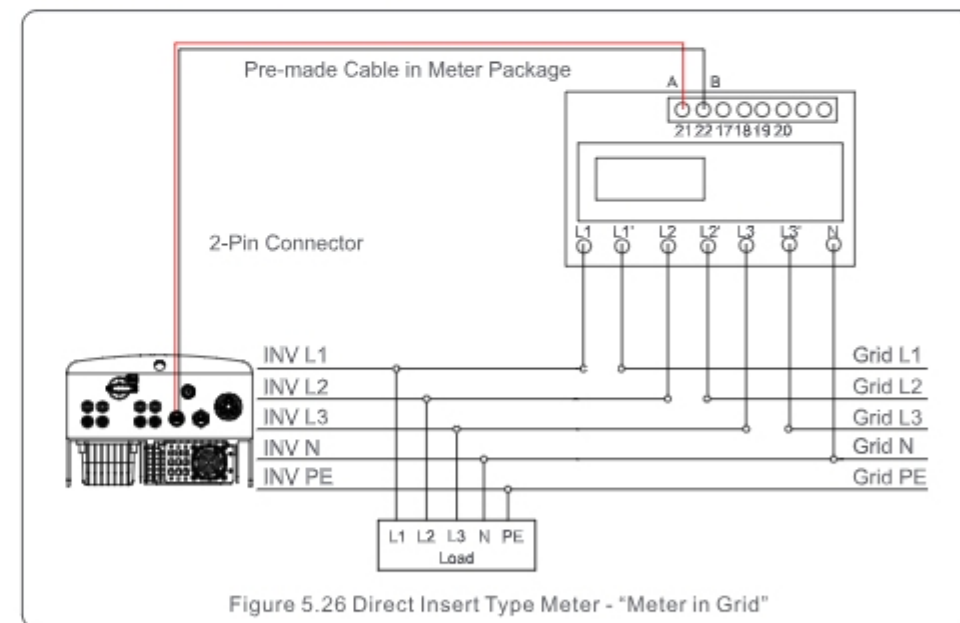 Pre-made Cable in Meter Package
A B
21 22 17 18 19 20
2-Pin Connector
L1 L1' L2 L2' L3 L3' N
INV L1 Grid L1
INV L2 Grid L2
INV L3 Grid L3
INV N Grid N
INV PE Grid PE
L1 L2 L3 N PE
Load
Figure 5.26 Direct Insert Type Meter - “Meter in Grid”